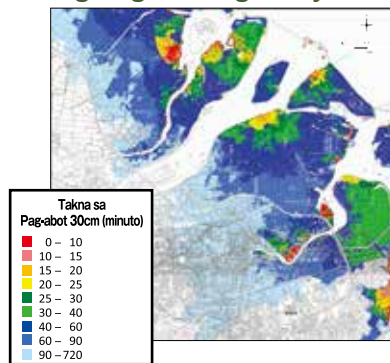 Takna sa
Pag-abot 30cm (minuto)
0 – 10
10 – 15
15 – 20
20 – 25
25 – 30
30 – 40
40 – 60
60 – 90
90 –720